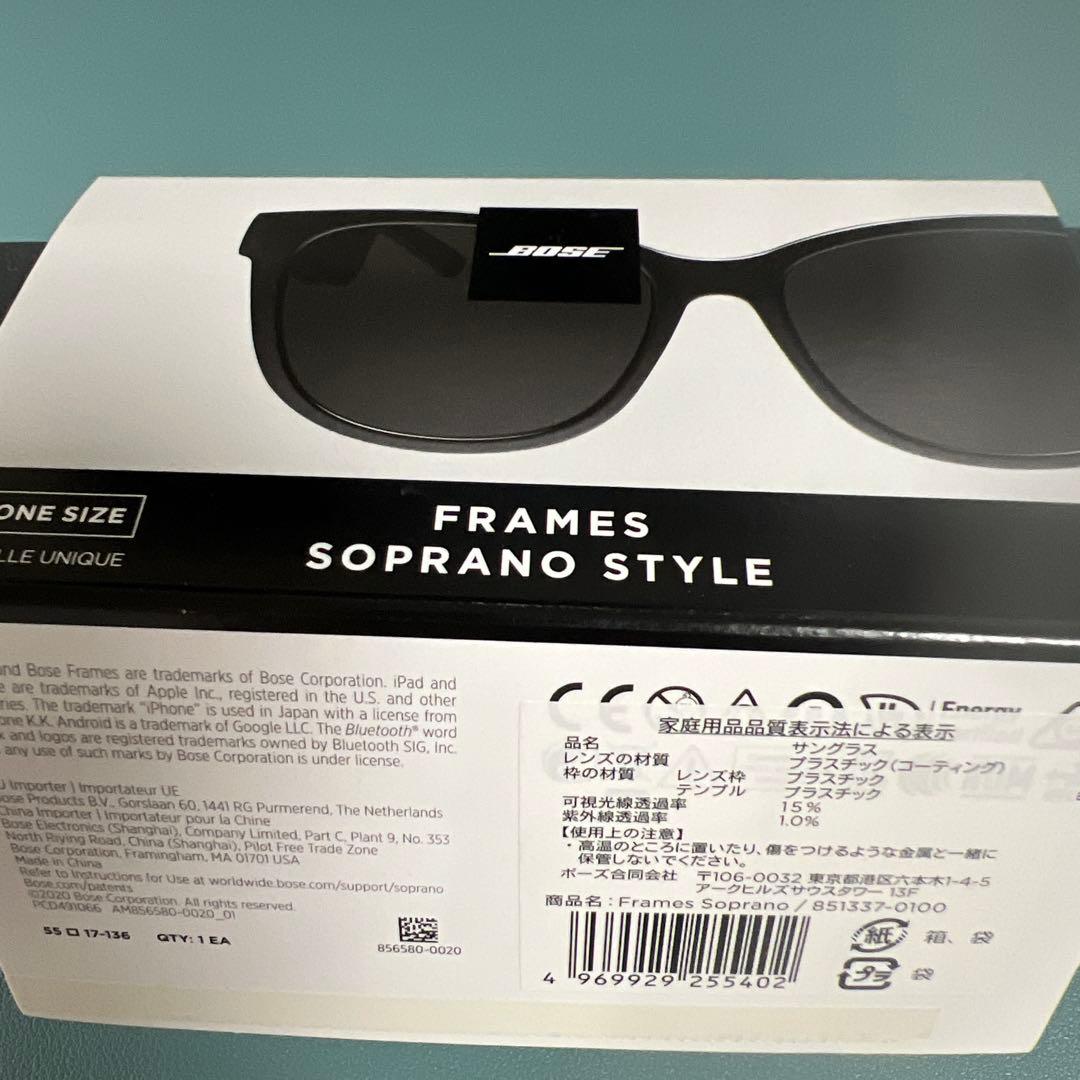 BOSE
ONE SIZE
LLE UNIQUE
FRAMES
SOPRANO STYLE
and Bose Frames are trademarks of Bose Corporation. iPad and
e are trademarks of Apple Inc., registered in the U.S. and other
ries. The trademark "iPhone" is used in Japan with a license from
one K.K. Android is a trademark of Google LLC. The Bluetooth® word
k and logos are registered trademarks owned by Bluetooth SIG, Inc.
any use of such marks by Bose Corporation is under license.
U Importer | Importateur UE
Bose Products B.V., Gorslaan 60, 1441 RG Purmerend, The Netherlands
China Importer | Importateur pour la Chine
Bose Electronics (Shanghai), Company Limited, Part C, Plant 9, No. 353
North Riying Road, China (Shanghai), Pilot Free Trade Zone
Bose Corporation, Framingham, MA 01701 USA
Made in China
Refer to Instructions for Use at worldwide.bose.com/support/soprano
Bose.com/patents
©2020 Bose Corporation. All rights reserved.
PCD491066 AM856580-0020_01
55 □ 17-136 QTY: 1 EA
856580-0020
CE
Energy
家庭用品品質表示法による表示
品名 サングラス
レンズの材質 プラスチック(コーティング)
枠の材質 レンズ枠 プラスチック
テンプル プラスチック
可視光線透過率 15%
紫外線透過率 1.0%
【使用上の注意】
・高温のところに置いたり、傷をつけるような金属と一緒に
保管しないでください。
ボーズ合同会社 〒106-0032 東京都港区六本木1-4-5
アークヒルズサウスタワー 13F
商品名:Frames Soprano / 851337-0100
4 969929 255402
紙 箱、袋
プラ 袋